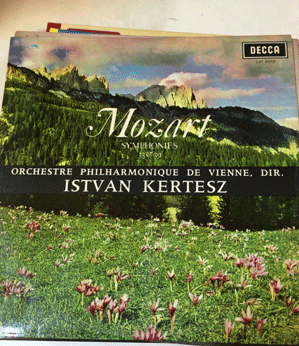 DECCA
Mozart
SYMPHONIES
ORCHESTRE PHILHARMONIQUE DE VIENNE, DIR.
ISTVAN KERTESZ